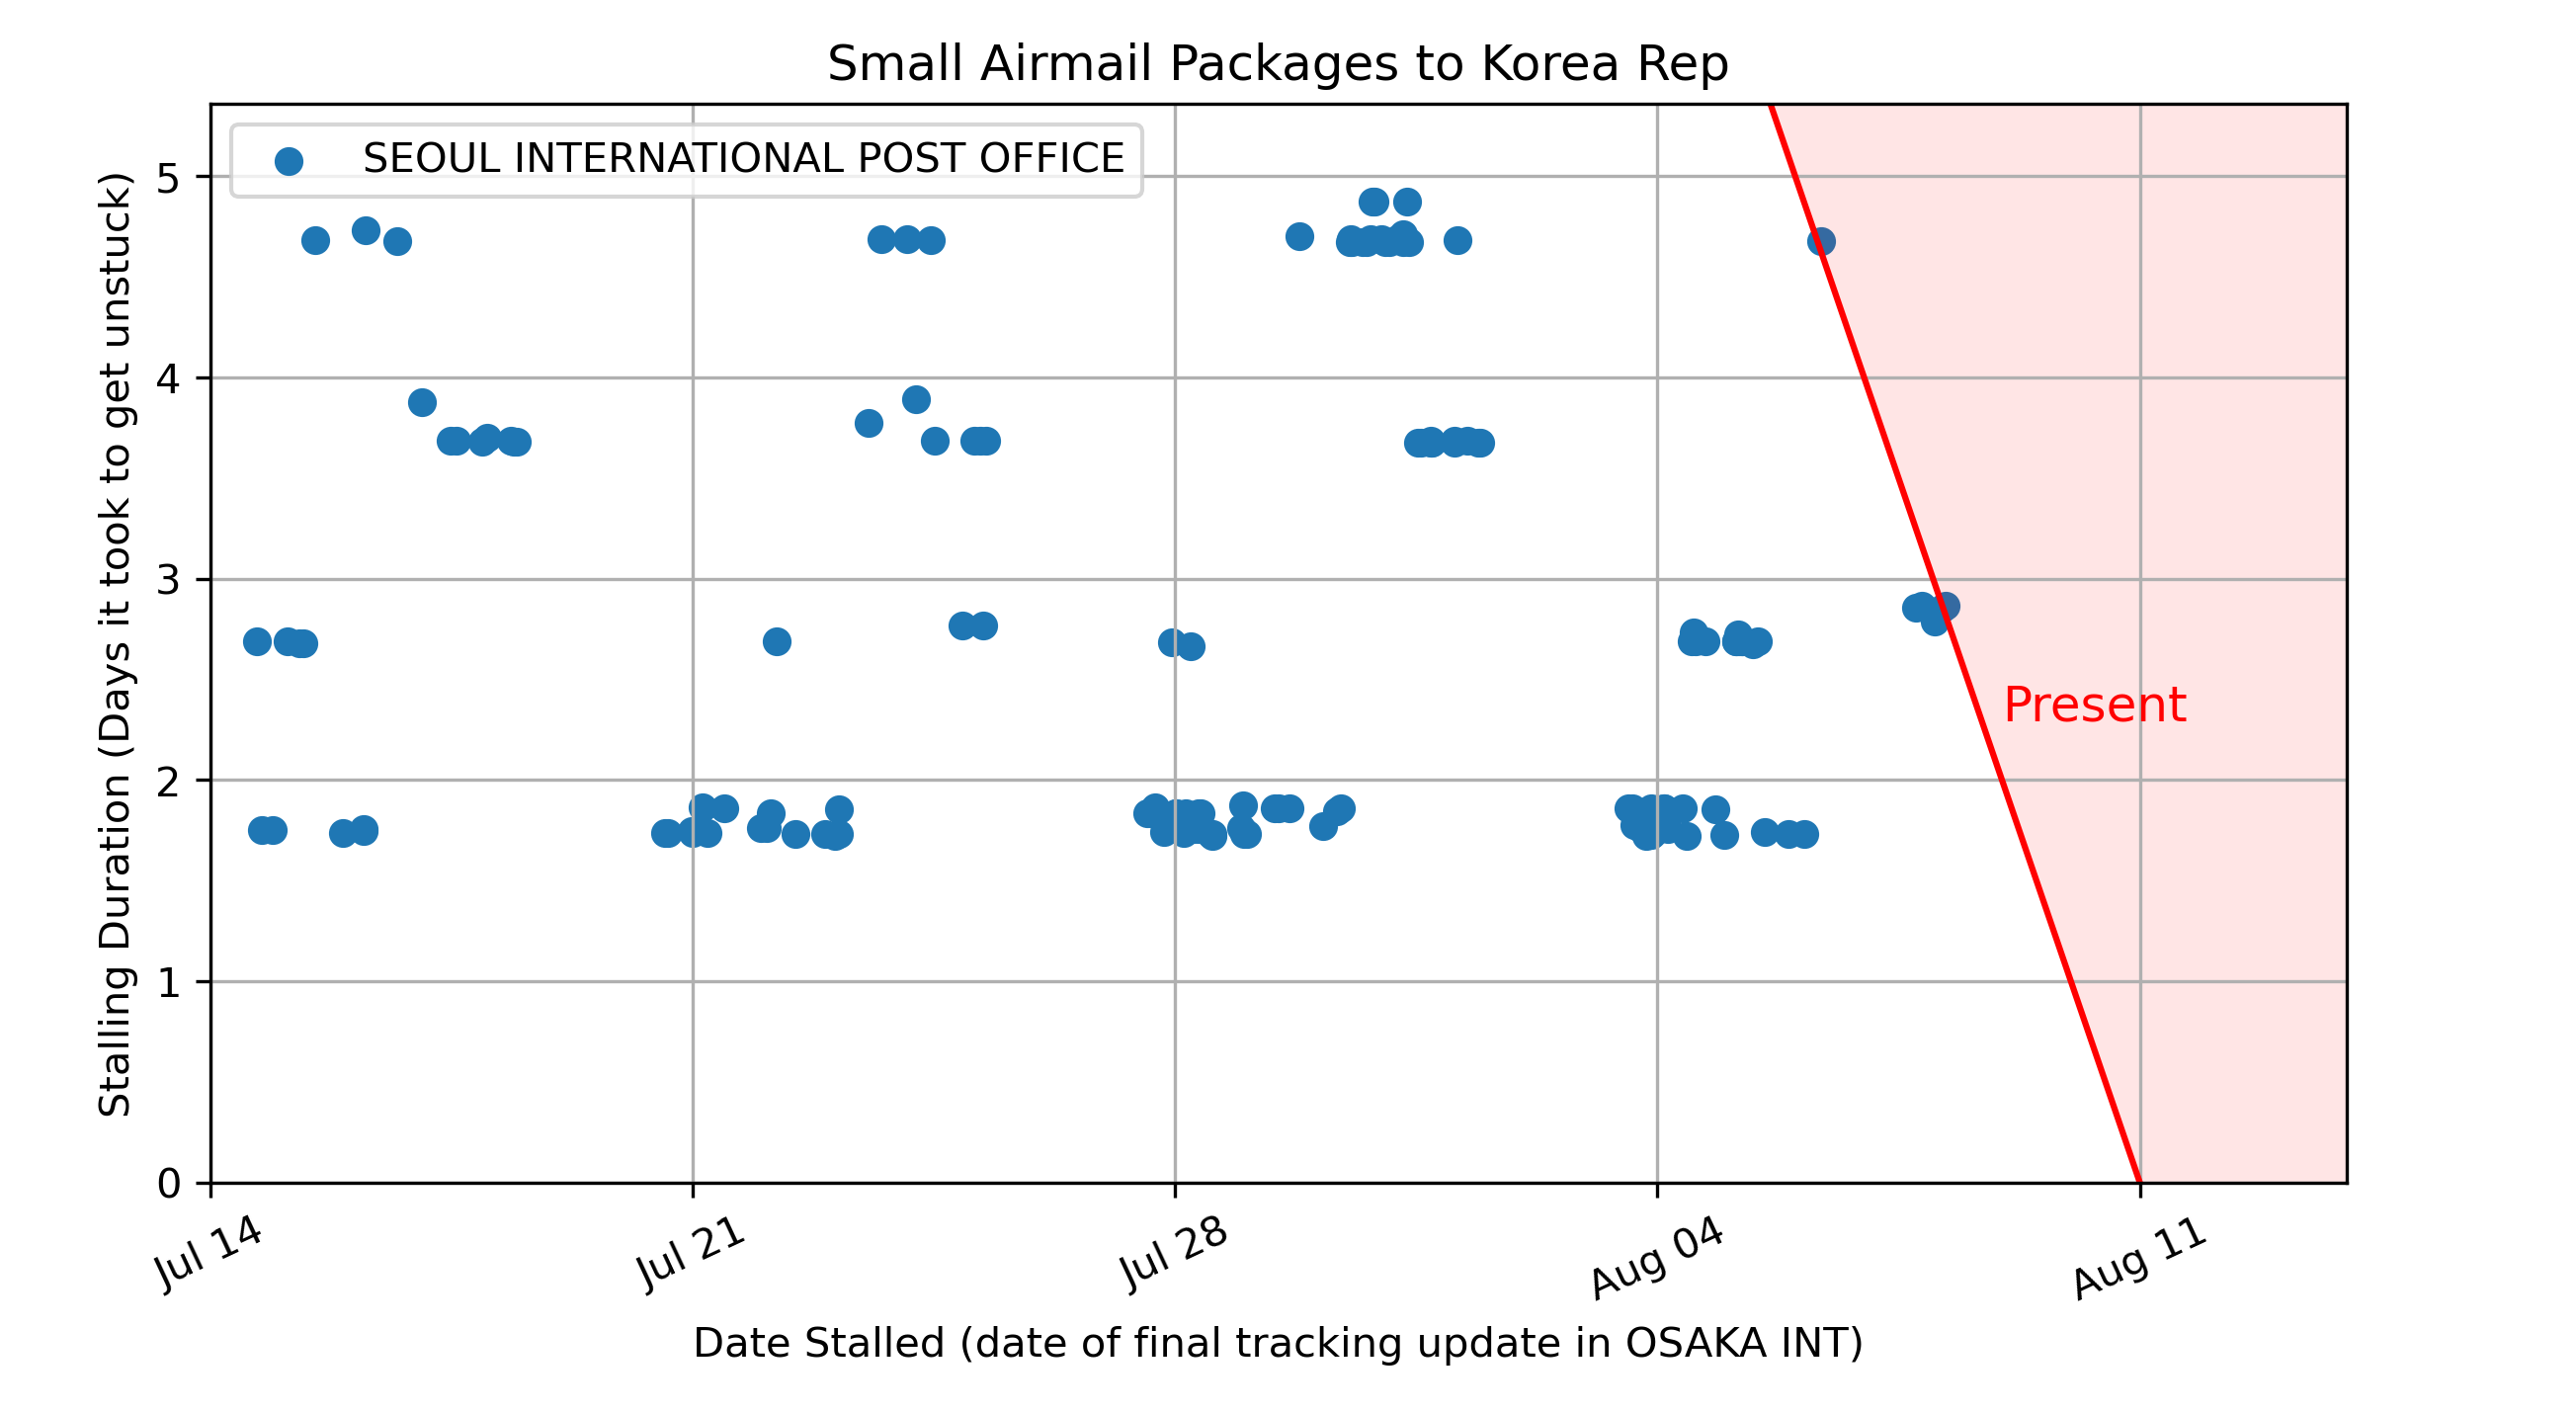 Small Airmail Packages to Korea Rep
SEOUL INTERNATIONAL POST OFFICE
Stalling Duration (Days it took to get unstuck)
5
4
3
2
1
0
Present
Jul 14
Jul 21
Jul 28
Aug 04
Aug 11
Date Stalled (date of final tracking update in OSAKA INT)